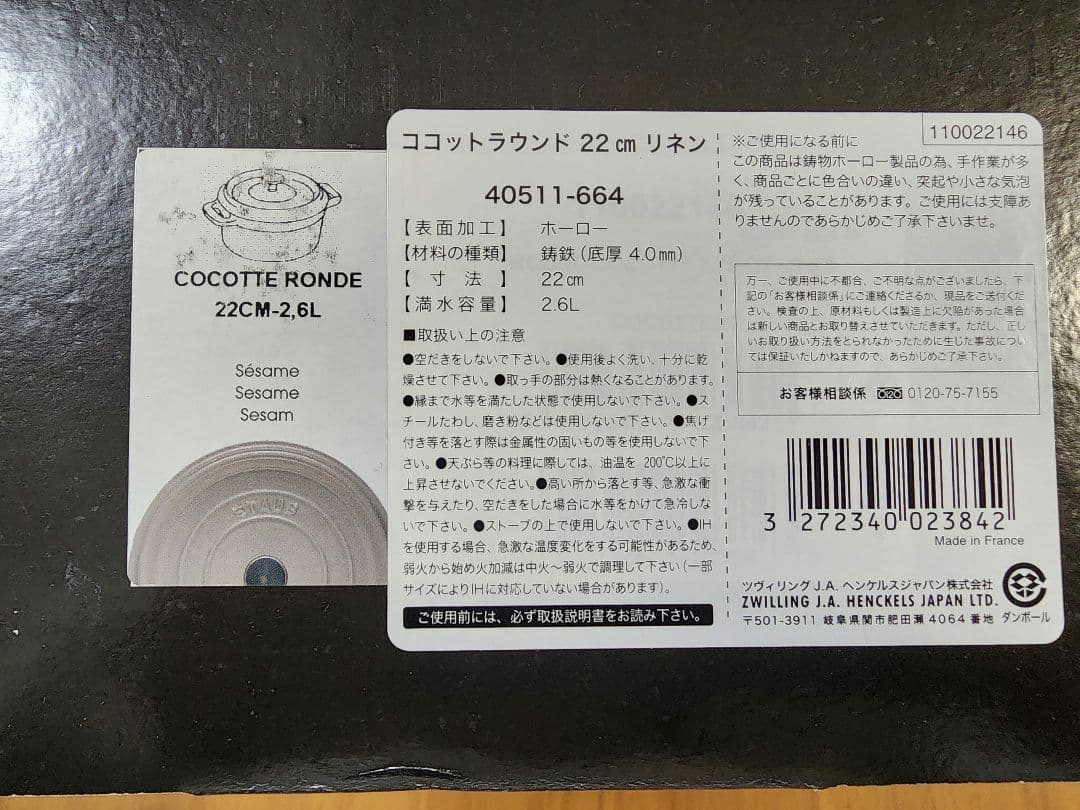 COCOTTE RONDE
22CM-2,6L
Sésame
Sesame
Sesam
STAUB
ココットラウンド 22㎝ リネン
40511-664
【表面加工】 ホーロー
【材料の種類】 鋳鉄(底厚 4.0㎜)
【寸法】 22㎝
【満水容量】 2.6L
■取扱い上の注意
●空だきをしないで下さい。●使用後よく洗い、十分に乾
燥させて下さい。●取っ手の部分は熱くなることがあります。
●縁まで水等を満たした状態で使用しないで下さい。●ス
チールたわし、磨き粉などは使用しないで下さい。●焦げ
付き等を落とす際は金属性の固いもの等を使用しないで下
さい。●天ぷら等の料理に際しては、油温を 200℃以上に
上昇させないでください。●高い所から落とす等、急激な衝
撃を与えたり、空だきをした場合に水等をかけて急冷しな
いで下さい。●ストーブの上で使用しないで下さい。●IH
を使用する場合、急激な温度変化をする可能性があるため、
弱火から始め火加減は中火〜弱火で調理して下さい(一部
サイズによりIHに対応していない場合があります)。
ご使用前には、必ず取扱説明書をお読み下さい。
110022146
※ご使用になる前に
この商品は鋳物ホーロー製品の為、手作業が多
く、商品ごとに色合いの違い、突起や小さな気泡
が残っていることがあります。ご使用には支障あ
りませんのであらかじめご了承下さいませ。
万一、ご使用中に不都合、ご不明な点がございましたら、下
記の「お客様相談係」にご連絡くださるか、現品をご送付くだ
さい。検査の上、原材料もしくは製造上に欠陥があった場合
は新しい商品とお取り替えさせていただきます。ただし、正し
いお取り扱い方法をとられなかったために生じた事故につい
ては保証いたしかねますので、あらかじめご了承下さい。
お客様相談係 0120-75-7155
3 272340 023842
Made in France
ツヴィリング J.A. ヘンケルスジャパン株式会社
ZWILLING J.A. HENCKELS JAPAN LTD.
〒501-3911 岐阜県関市肥田瀬 4064 番地
ダンボール